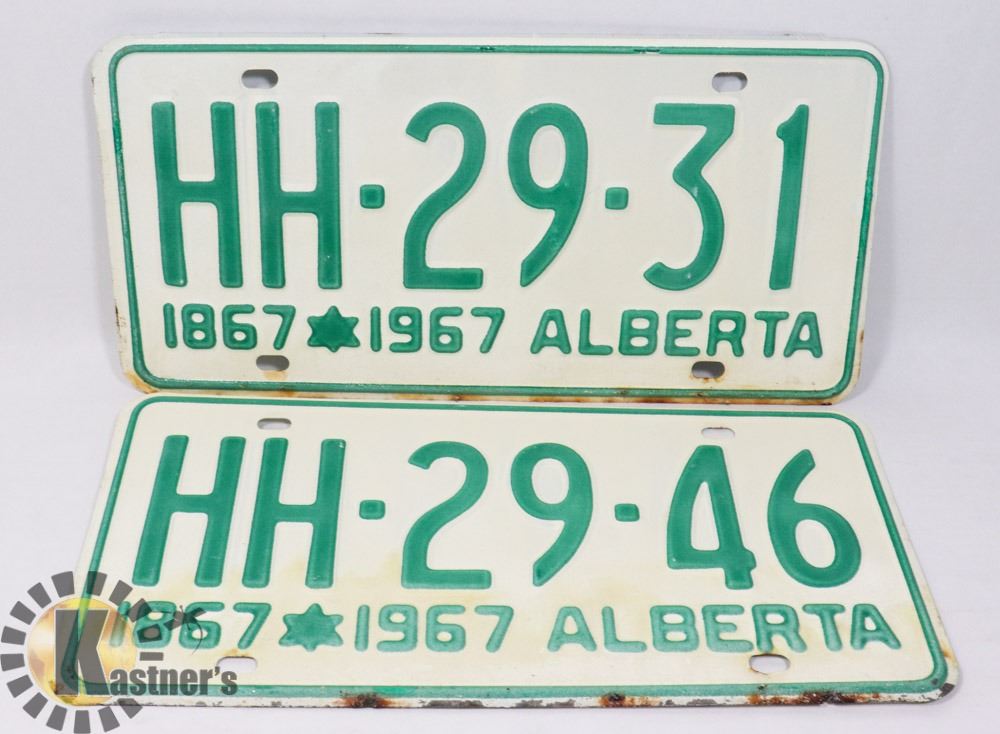 HH·29·31
1867 ✶ 1967 ALBERTA
HH·29·46
1867 ✶ 1967 ALBERTA
Kastner's